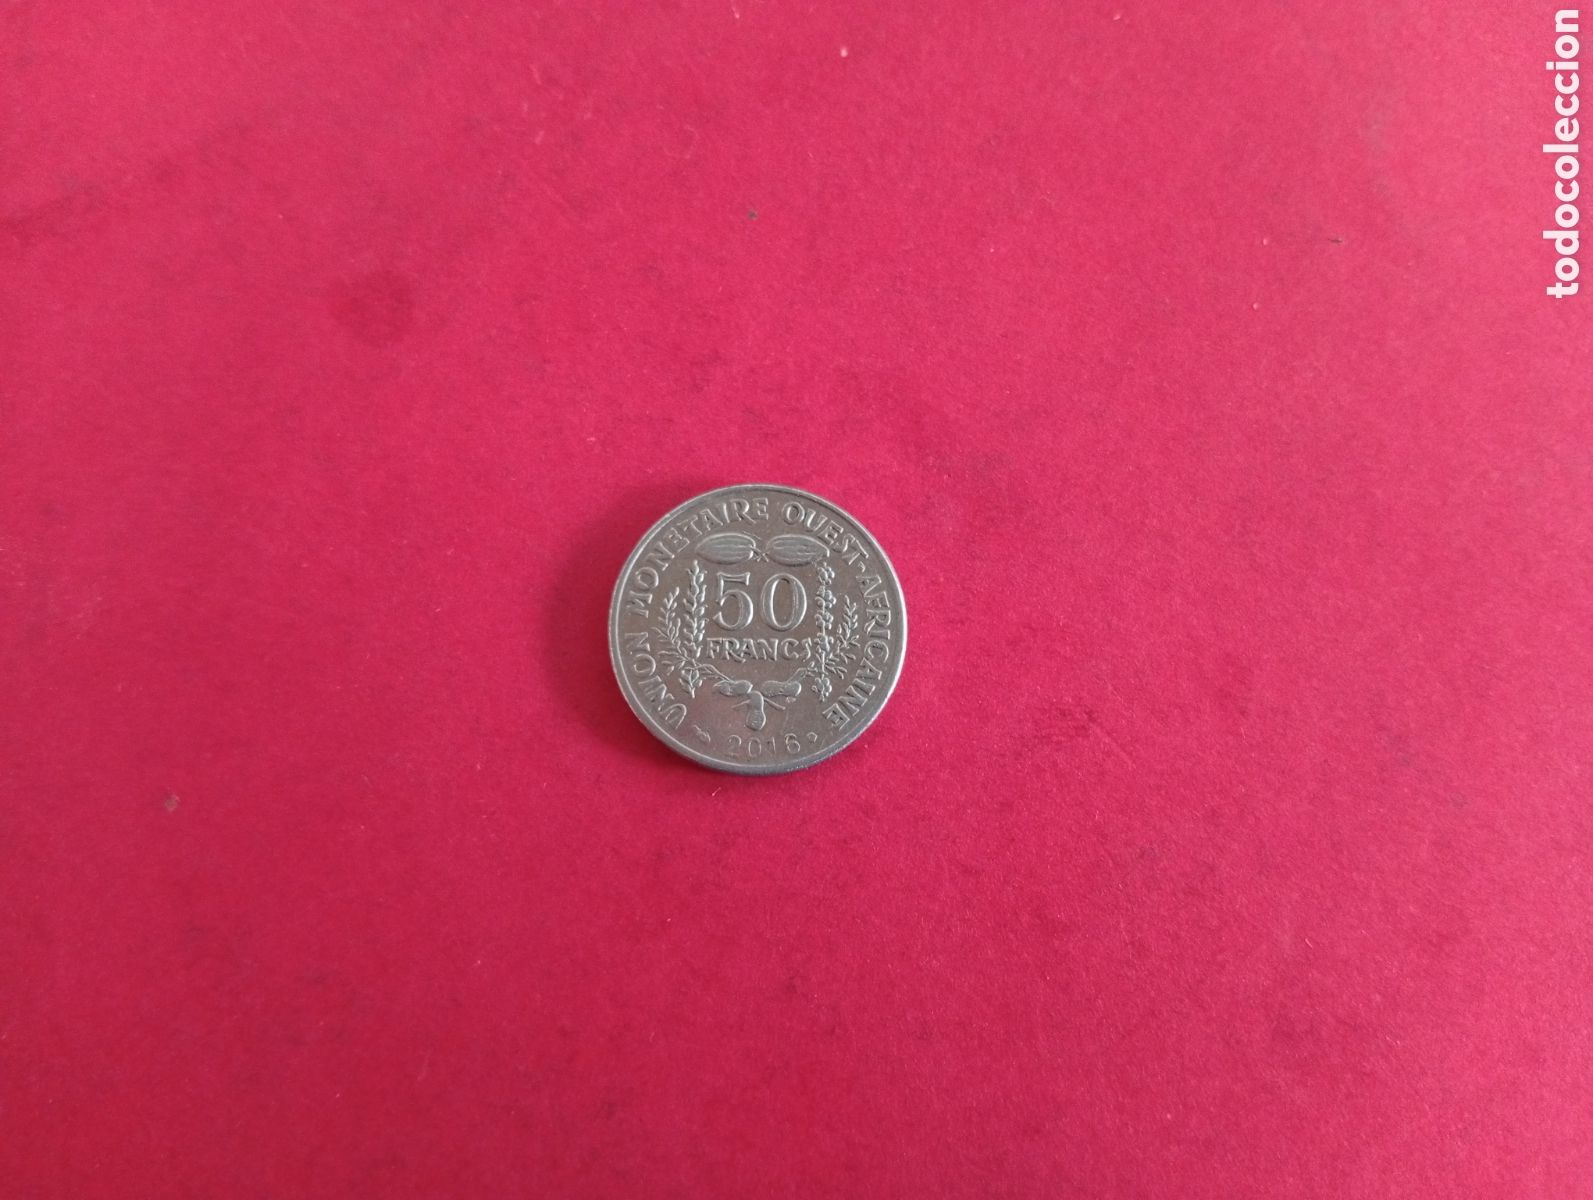 UNION MONETAIRE OUEST-AFRICAINE
50
FRANCS
2016
todocoleccion